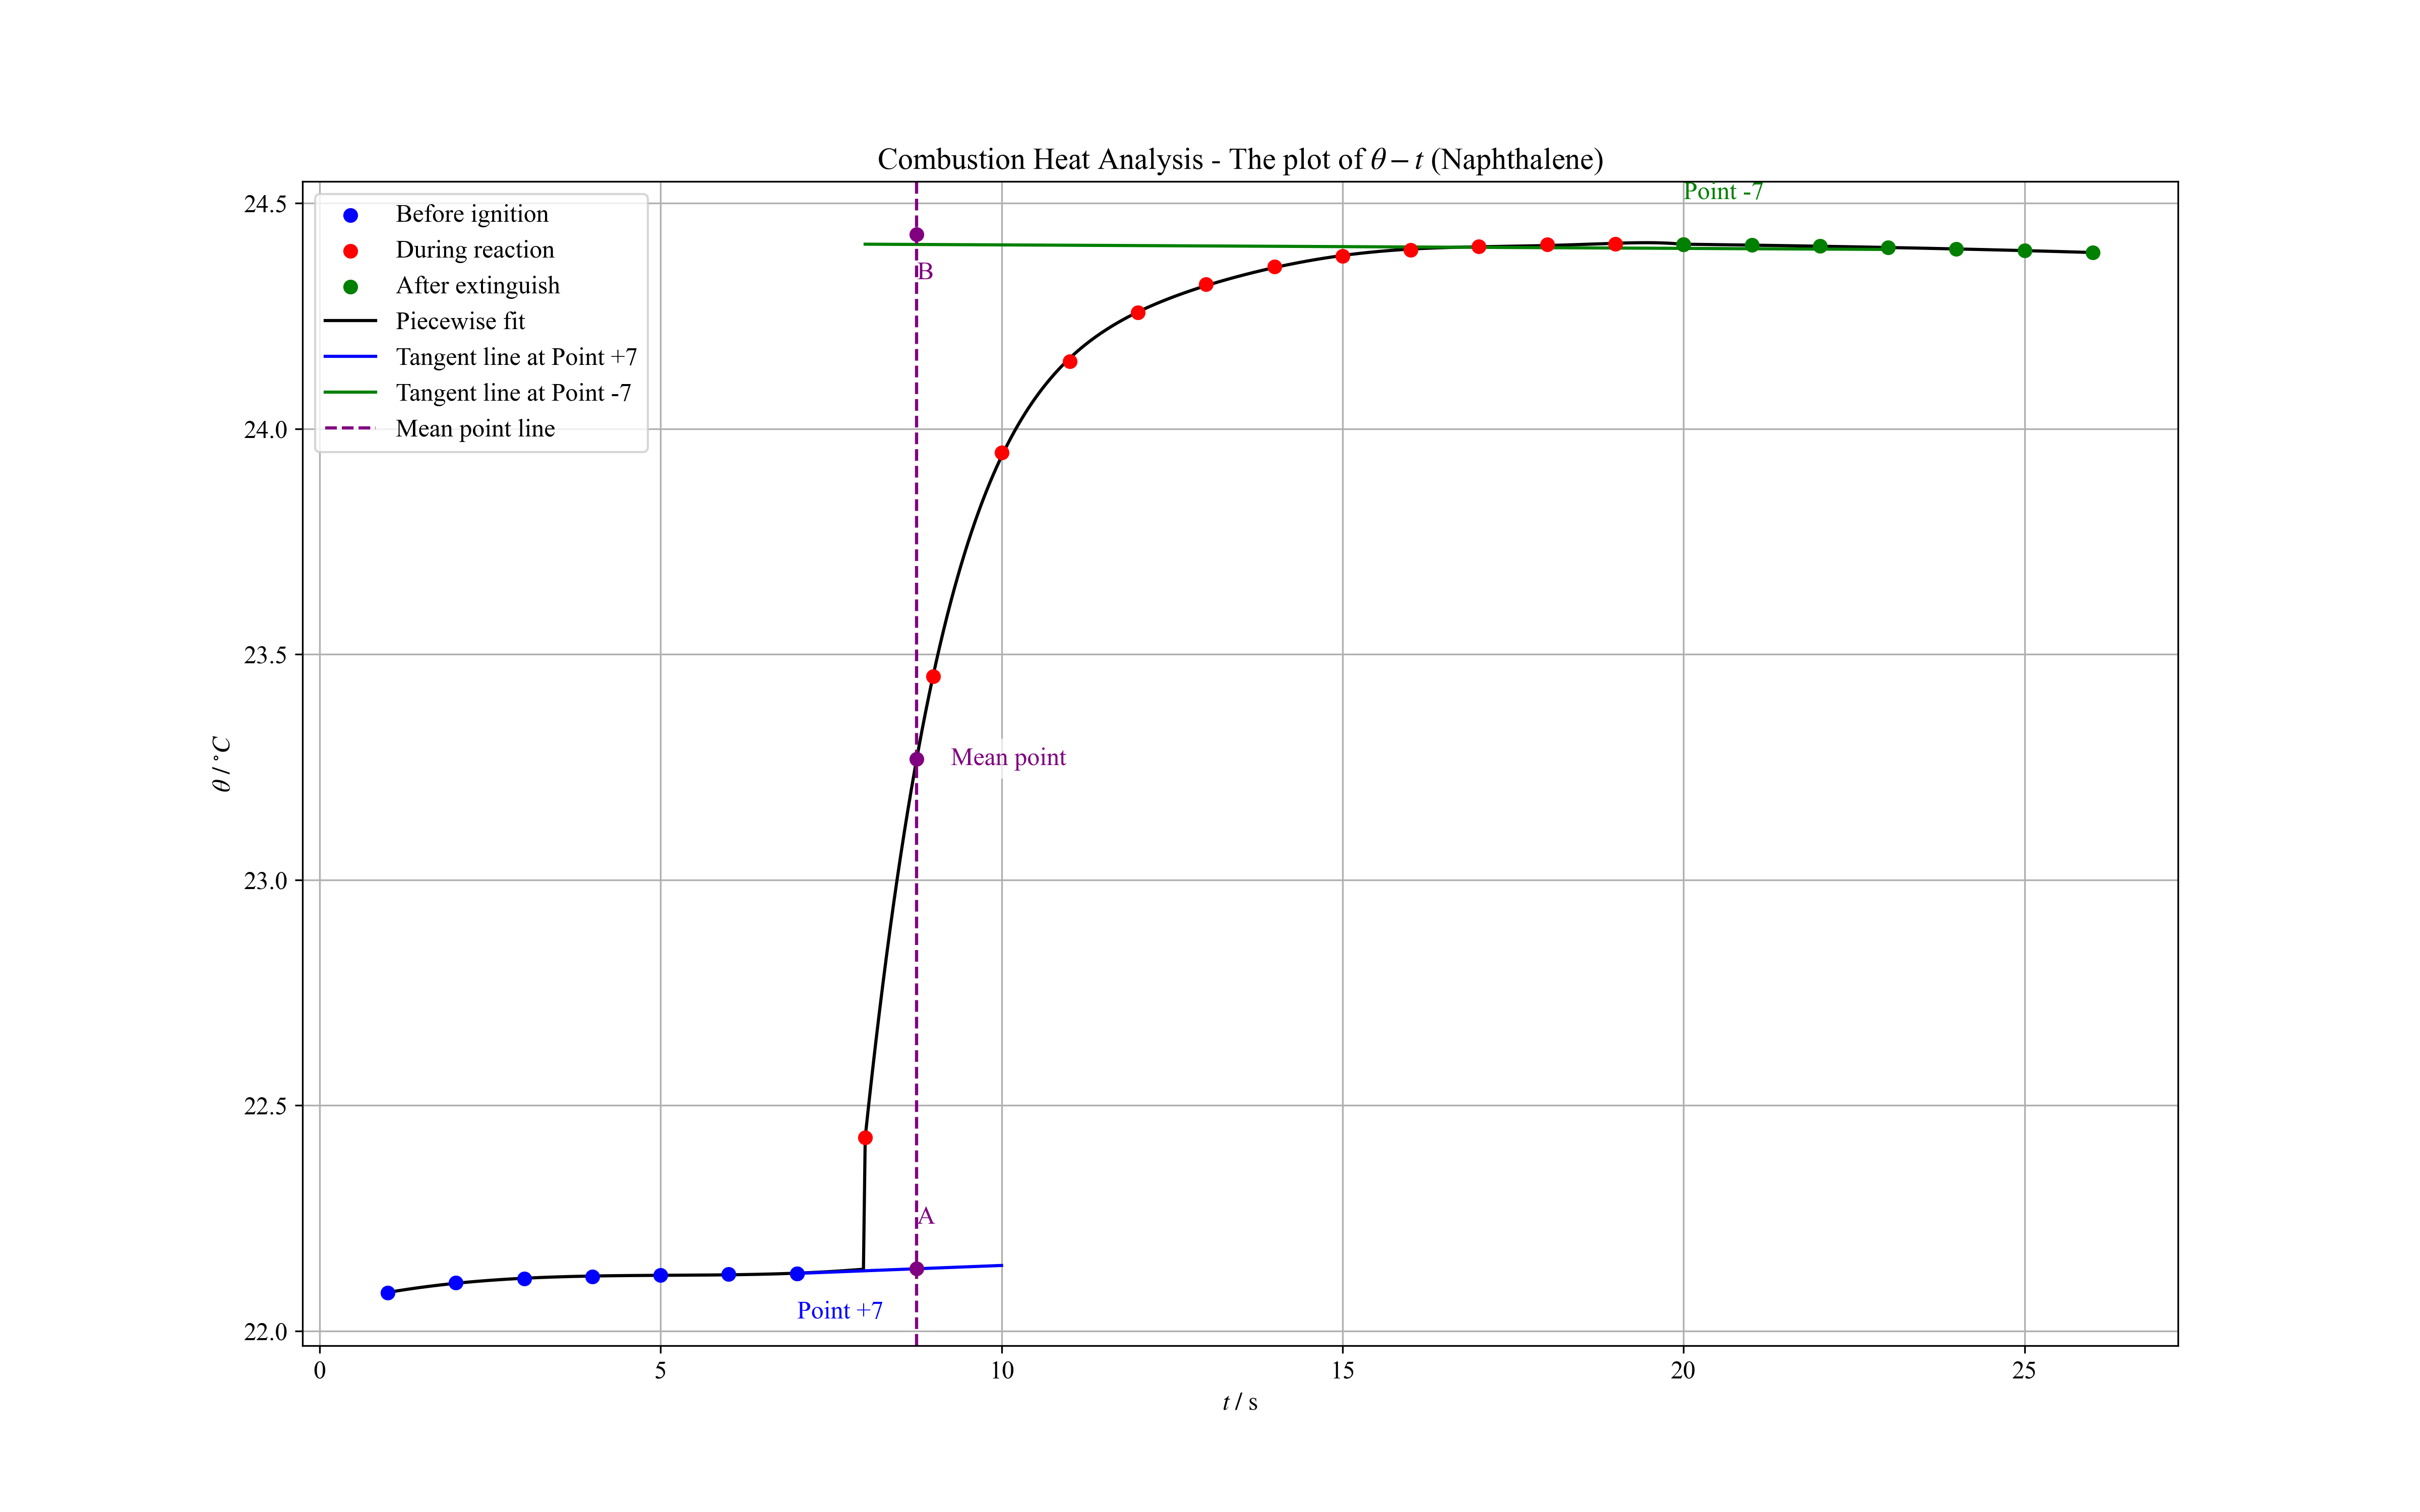 Combustion Heat Analysis - The plot of θ − t (Naphthalene)
24.5
24.0
23.5
23.0
22.5
22.0
θ / °C
Before ignition
During reaction
After extinguish
Piecewise fit
Tangent line at Point +7
Tangent line at Point -7
Mean point line
Point -7
B
Mean point
A
Point +7
0 5 10 15 20 25
t / s